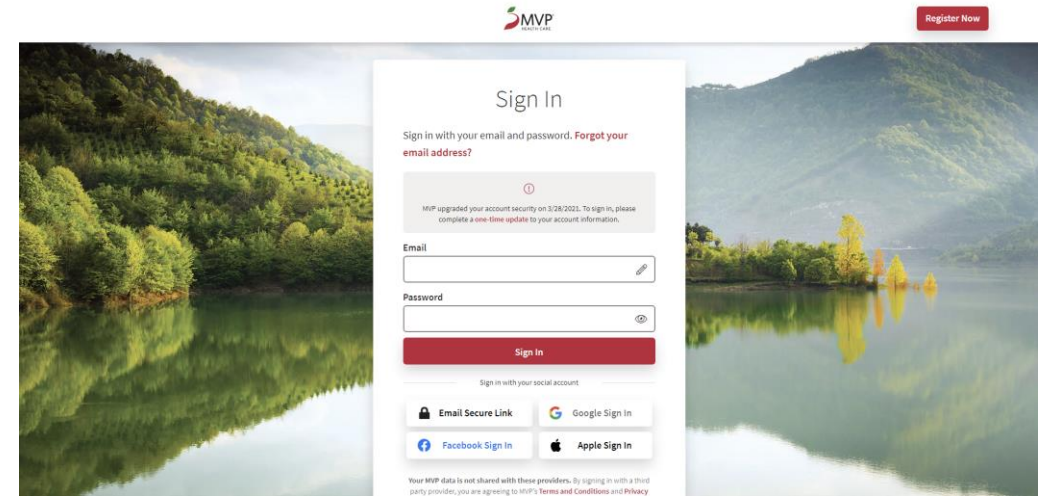 MVP
HEALTH CARE
Register Now
Sign In
Sign in with your email and password. Forgot your
email address?
MVP upgraded your account security on 3/28/2021. To sign in, please
complete a one-time update to your account information.
Email
Password
Sign In
Sign in with your social account
Email Secure Link
Google Sign In
Facebook Sign In
Apple Sign In
Your MVP data is not shared with these providers. By signing in with a third
party provider, you are agreeing to MVP's Terms and Conditions and Privacy